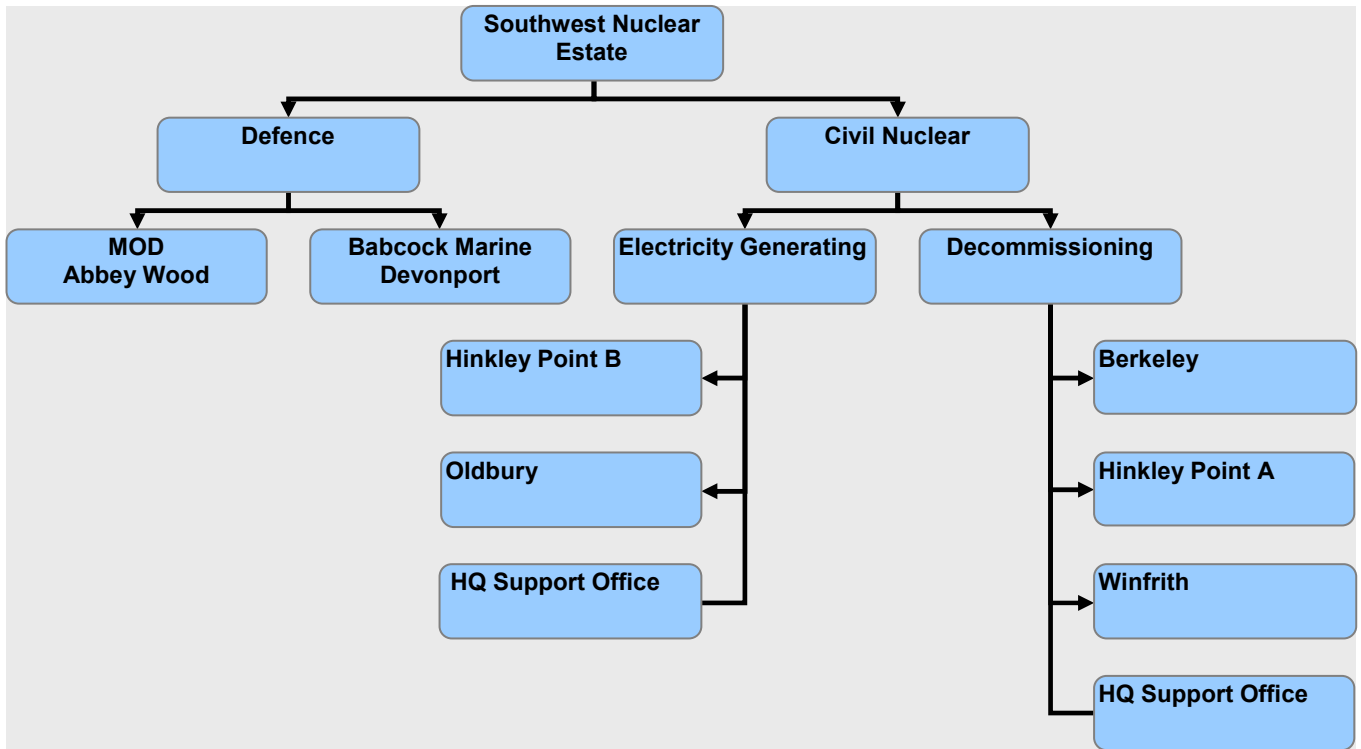 Southwest Nuclear
Estate
Defence
Civil Nuclear
MOD
Abbey Wood
Babcock Marine
Devonport
Electricity Generating
Decommissioning
Hinkley Point B
Oldbury
HQ Support Office
Berkeley
Hinkley Point A
Winfrith
HQ Support Office